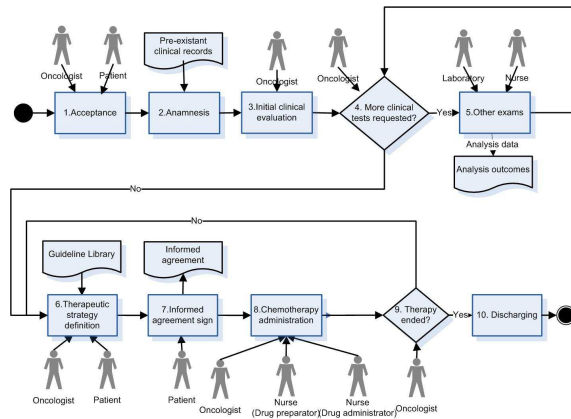 Pre-existant
clinical records
Oncologist
Patient
Oncologist
Oncologist
Laboratory
Nurse
1.Acceptance
2.Anamnesis
3.Initial clinical
evaluation
4. More clinical
tests requested?
Yes
5.Other exams
Analysis data
Analysis outcomes
No
No
Guideline Library
Informed
agreement
6.Therapeutic
strategy
definition
7.Informed
agreement sign
8.Chemotherapy
administration
9. Therapy
ended?
Yes
10. Discharging
Oncologist
Patient
Patient
Oncologist
Nurse
(Drug preparator)
Nurse
(Drug administrator)
Oncologist